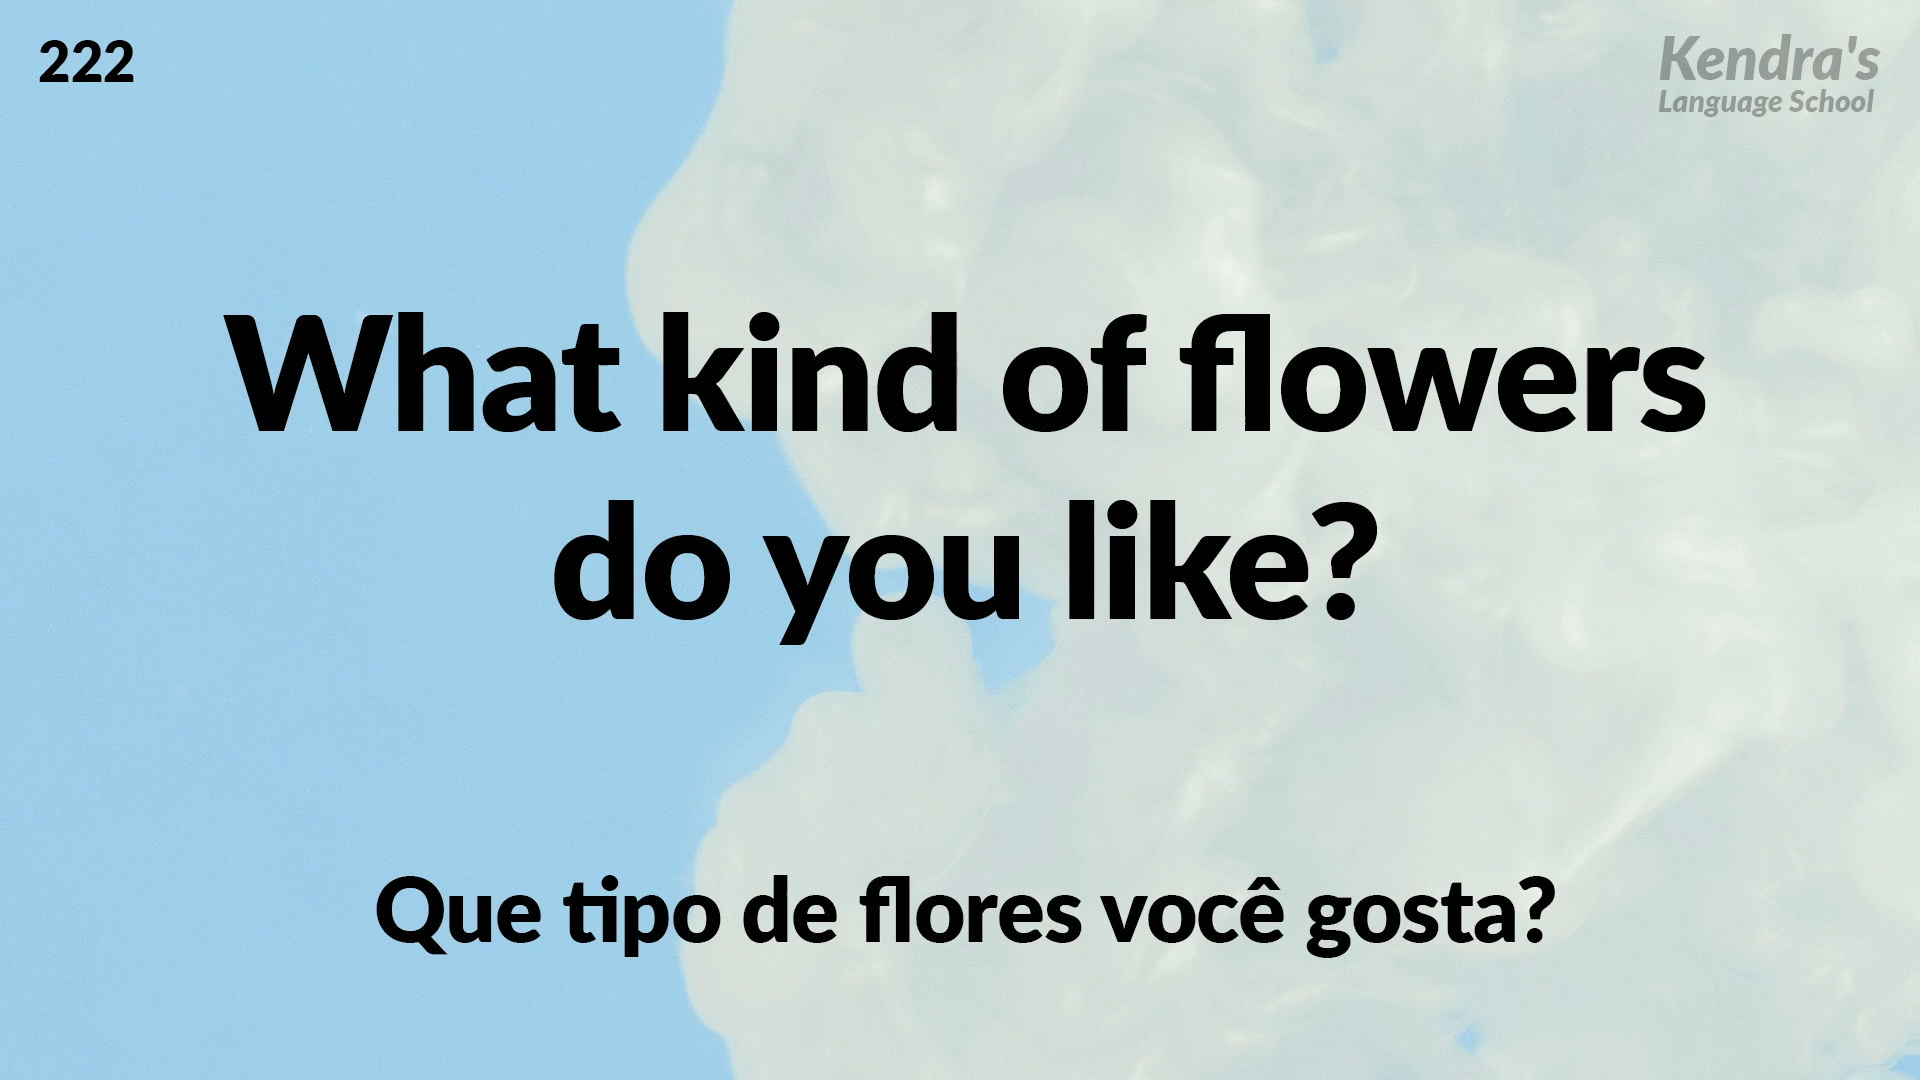 222
Kendra's
Language School
What kind of flowers
do you like?
Que tipo de flores você gosta?